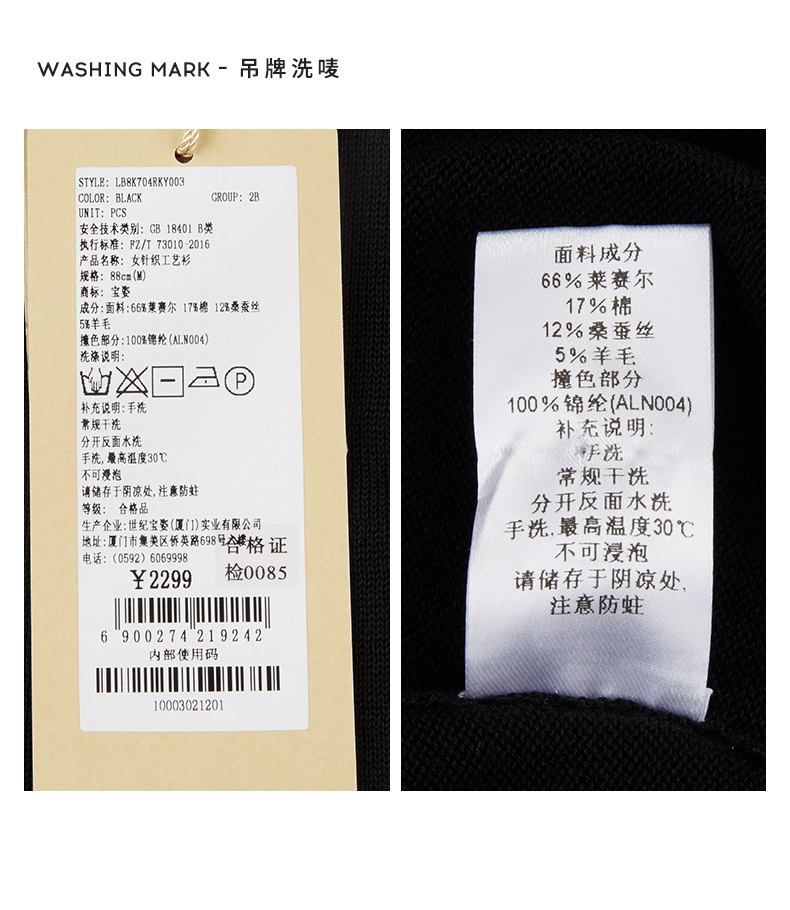 WASHING MARK - 吊牌洗唛
STYLE: LB8K704RKY003
COLOR: BLACK GROUP: 2B
UNIT: PCS
安全技术类别: GB 18401 B类
执行标准: FZ/T 73010-2016
产品名称: 女针织工艺衫
规格: 88cm(M)
商标: 宝姿
成分:面料:66%莱赛尔 17%棉 12%桑蚕丝
5%羊毛
撞色部分:100%锦纶(ALN004)
洗涤说明:
P
补充说明:手洗
常规干洗
分开反面水洗
手洗,最高温度30℃
不可浸泡
请储存于阴凉处,注意防蛀
等级: 合格品
生产企业:世纪宝姿(厦门)实业有限公司
地址:厦门市集美区侨英路698号
电话: (0592) 6069998
合格证
检0085
¥2299
6 900274 219242
内部使用码
10003021201
面料成分
66%莱赛尔
17%棉
12%桑蚕丝
5%羊毛
撞色部分
100%锦纶(ALN004)
补充说明:
手洗
常规干洗
分开反面水洗
手洗,最高温度30℃
不可浸泡
请储存于阴凉处,
注意防蛀